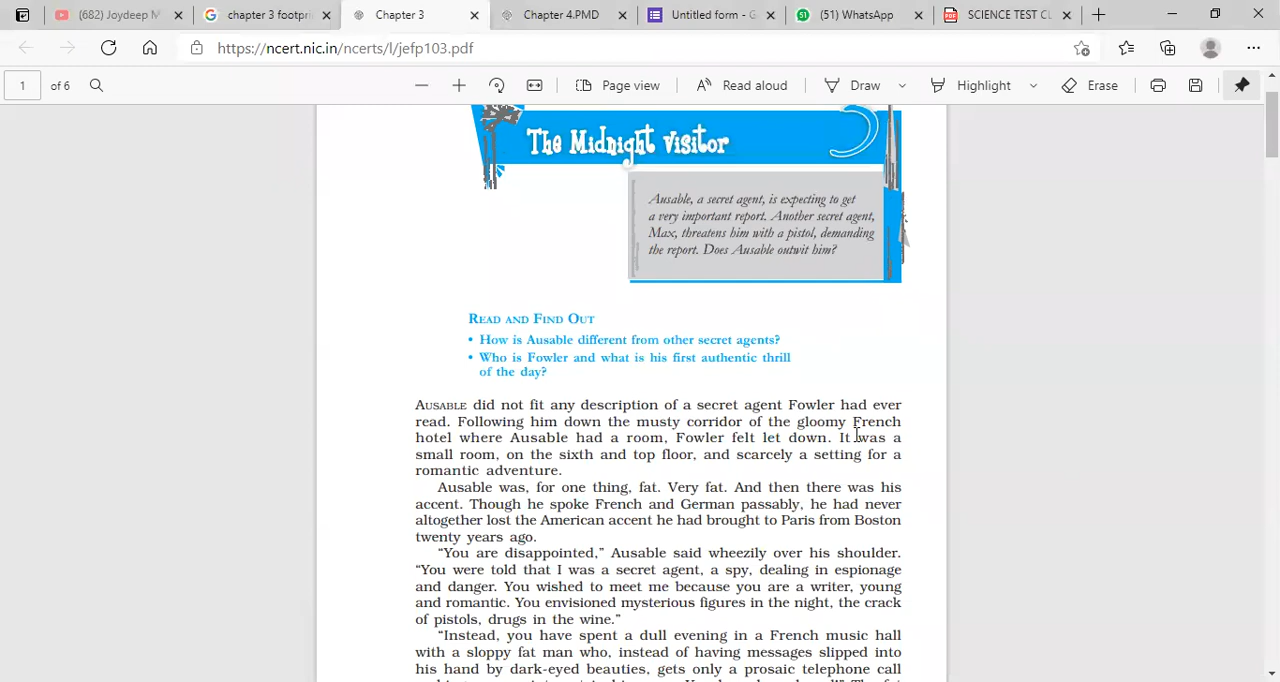 (682) Joydeep M
chapter 3 footpri
Chapter 3
Chapter 4.PMD
Untitled form - G
(51) WhatsApp
SCIENCE TEST CL
https://ncert.nic.in/ncerts/l/jefp103.pdf
1 of 6
Page view
Read aloud
Draw
Highlight
Erase
The Midnight Visitor
Ausable, a secret agent, is expecting to get
a very important report. Another secret agent,
Max, threatens him with a pistol, demanding
the report. Does Ausable outwit him?
READ AND FIND OUT
• How is Ausable different from other secret agents?
• Who is Fowler and what is his first authentic thrill
of the day?
AUSABLE did not fit any description of a secret agent Fowler had ever
read. Following him down the musty corridor of the gloomy French
hotel where Ausable had a room, Fowler felt let down. It was a
small room, on the sixth and top floor, and scarcely a setting for a
romantic adventure.
Ausable was, for one thing, fat. Very fat. And then there was his
accent. Though he spoke French and German passably, he had never
altogether lost the American accent he had brought to Paris from Boston
twenty years ago.
“You are disappointed,” Ausable said wheezily over his shoulder.
“You were told that I was a secret agent, a spy, dealing in espionage
and danger. You wished to meet me because you are a writer, young
and romantic. You envisioned mysterious figures in the night, the crack
of pistols, drugs in the wine.”
“Instead, you have spent a dull evening in a French music hall
with a sloppy fat man who, instead of having messages slipped into
his hand by dark-eyed beauties, gets only a prosaic telephone call